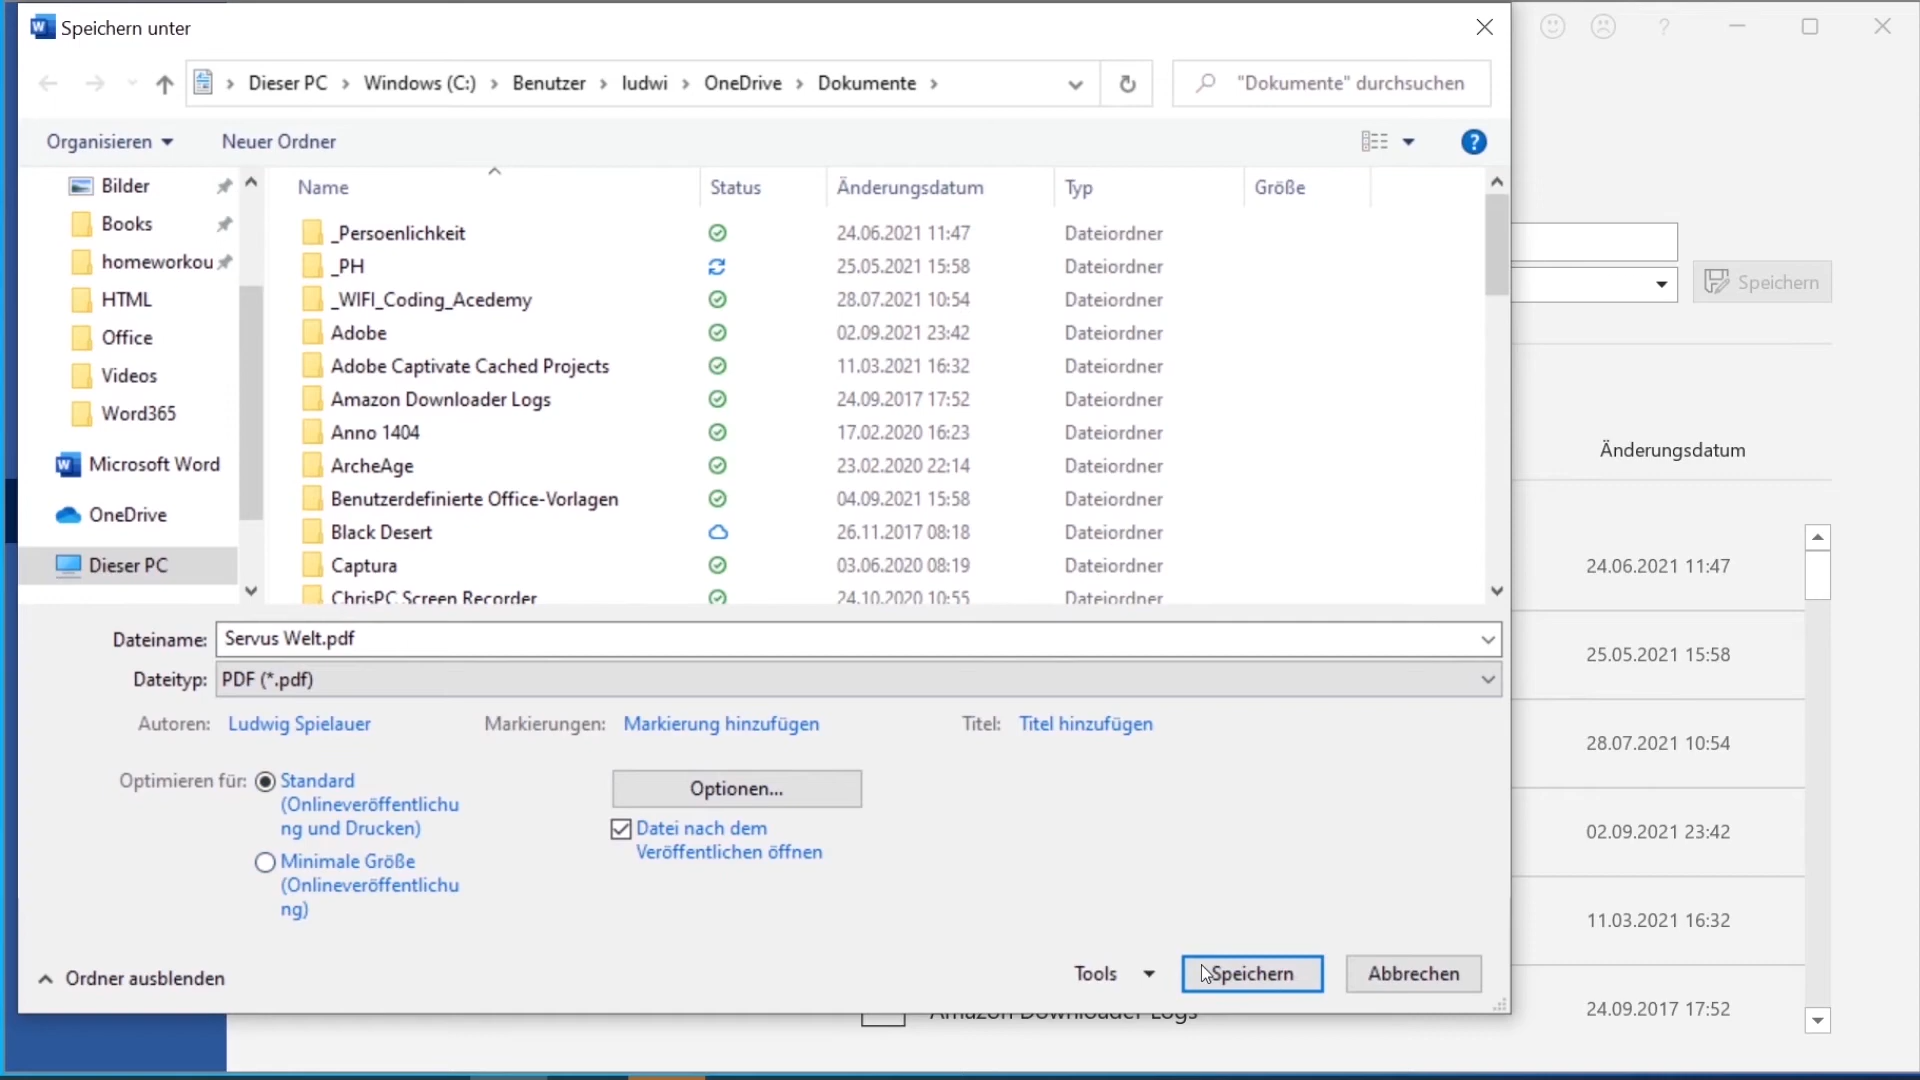 Speichern unter
Dieser PC › Windows (C:) › Benutzer › ludwi › OneDrive › Dokumente ›
"Dokumente" durchsuchen
Organisieren
Neuer Ordner
Bilder
Books
homeworkou
HTML
Office
Videos
Word365
Microsoft Word
OneDrive
Dieser PC
Name Status Änderungsdatum Typ Größe
_Persoenlichkeit 24.06.2021 11:47 Dateiordner
_PH 25.05.2021 15:58 Dateiordner
_WIFI_Coding_Acedemy 28.07.2021 10:54 Dateiordner
Adobe 02.09.2021 23:42 Dateiordner
Adobe Captivate Cached Projects 11.03.2021 16:32 Dateiordner
Amazon Downloader Logs 24.09.2017 17:52 Dateiordner
Anno 1404 17.02.2020 16:23 Dateiordner
ArcheAge 23.02.2020 22:14 Dateiordner
Benutzerdefinierte Office-Vorlagen 04.09.2021 15:58 Dateiordner
Black Desert 26.11.2017 08:18 Dateiordner
Captura 03.06.2020 08:19 Dateiordner
ChrisPC Screen Recorder 24.10.2020 10:55 Dateiordner
Dateiname: Servus Welt.pdf
Dateityp: PDF (*.pdf)
Autoren: Ludwig Spielauer Markierungen: Markierung hinzufügen Titel: Titel hinzufügen
Optimieren für: Standard
(Onlineveröffentlichu
ng und Drucken)
Minimale Größe
(Onlineveröffentlichu
ng)
Optionen...
Datei nach dem
Veröffentlichen öffnen
Ordner ausblenden
Tools
Speichern
Abbrechen
?
Speichern
Änderungsdatum
24.06.2021 11:47
25.05.2021 15:58
28.07.2021 10:54
02.09.2021 23:42
11.03.2021 16:32
24.09.2017 17:52
Amazon Downloader Logs